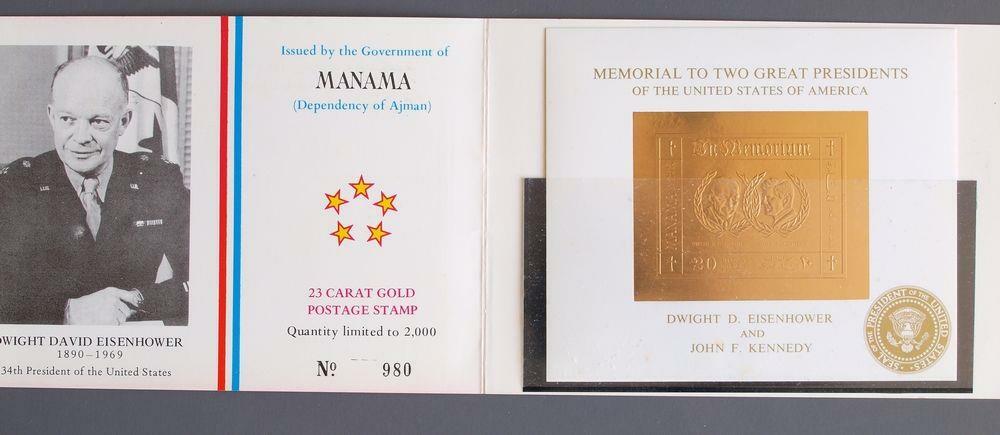 DWIGHT DAVID EISENHOWER
1890–1969
34th President of the United States
Issued by the Government of
MANAMA
(Dependency of Ajman)
23 CARAT GOLD
POSTAGE STAMP
Quantity limited to 2,000
Nº 980
MEMORIAL TO TWO GREAT PRESIDENTS
OF THE UNITED STATES OF AMERICA
In Memorium
MANAMA
20
DWIGHT D. EISENHOWER
AND
JOHN F. KENNEDY
SEAL OF THE PRESIDENT OF THE UNITED STATES